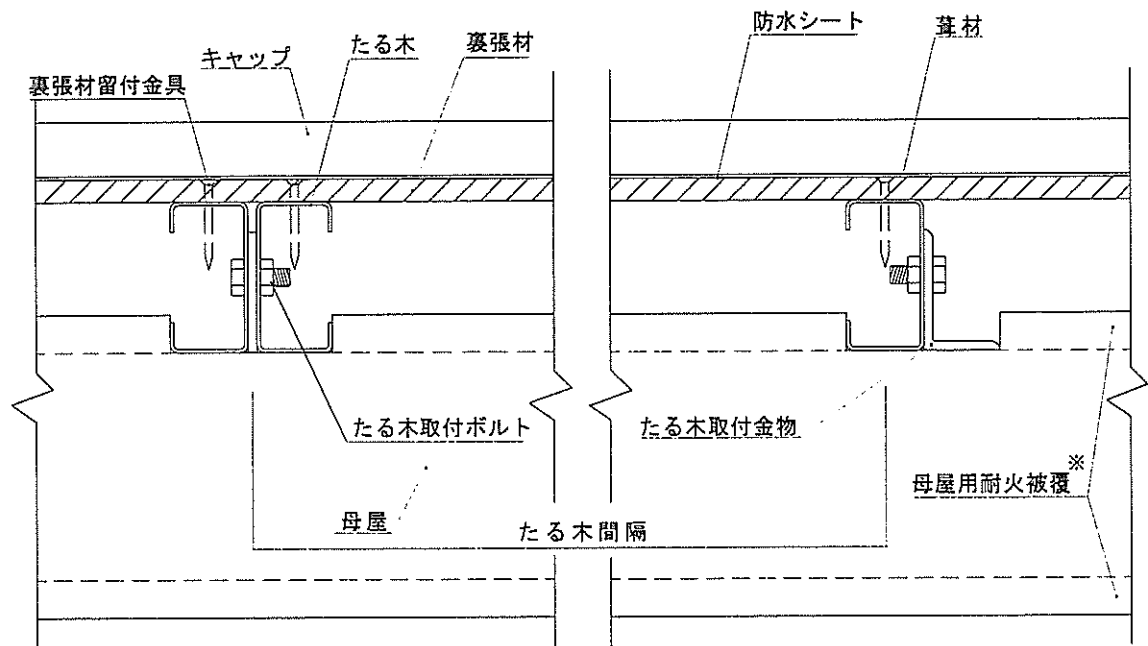 防水シート
葺材
キャップ
たる木
裏張材
裏張材留付金具
たる木取付ボルト
たる木取付金物
母屋用耐火被覆※
母屋
たる木間隔